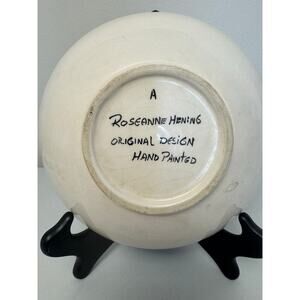 A
ROSEANNE HENING
ORIGINAL DESIGN
HAND PAINTED